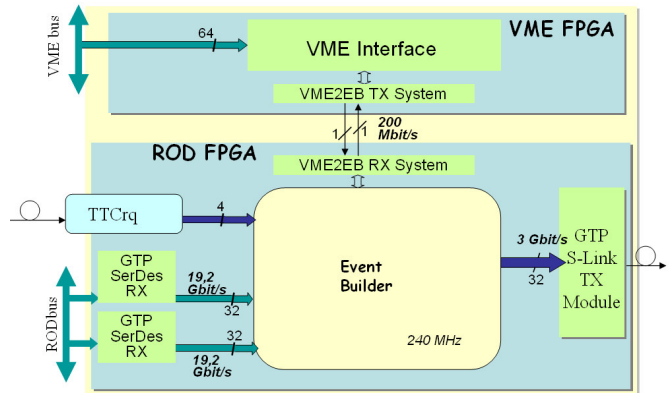 VME bus
64
VME Interface
VME FPGA
VME2EB TX System
1
1
200
Mbit/s
ROD FPGA
VME2EB RX System
TTCrq
4
GTP
SerDes
RX
19,2
Gbit/s
32
GTP
SerDes
RX
32
19,2
Gbit/s
RODbus
Event
Builder
240 MHz
3 Gbit/s
32
GTP
S-Link
TX
Module